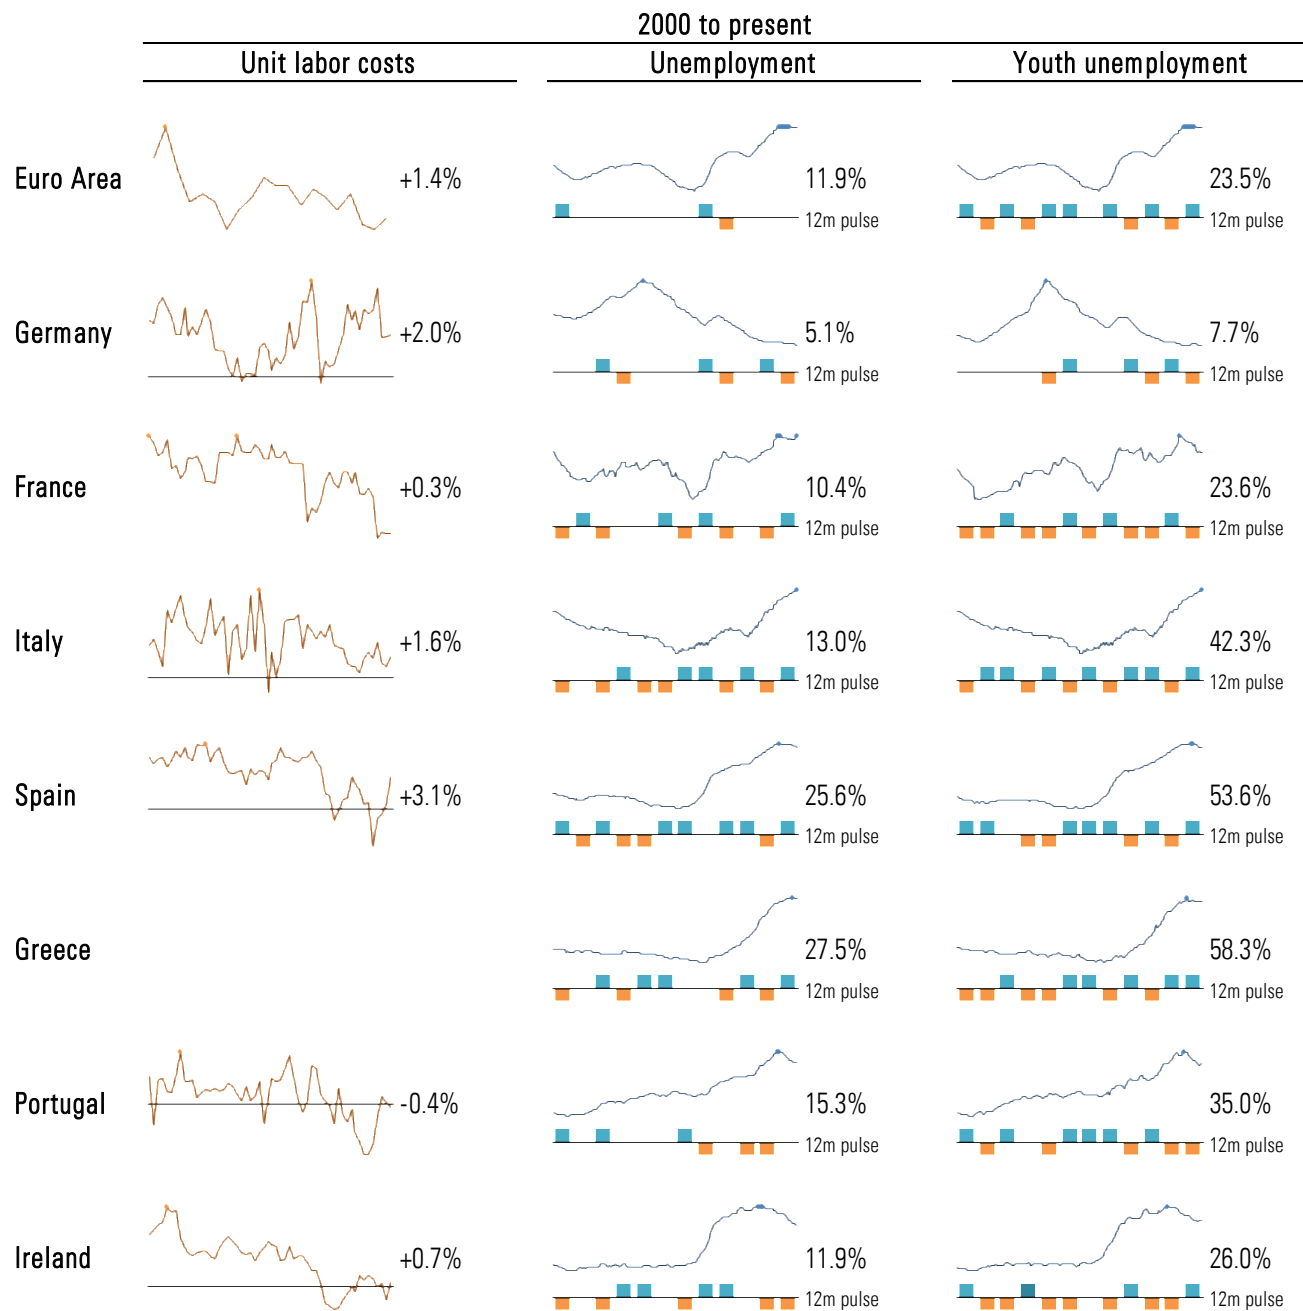 2000 to present
Unit labor costs Unemployment Youth unemployment
Euro Area +1.4% 11.9% 23.5%
12m pulse 12m pulse
Germany +2.0% 5.1% 7.7%
12m pulse 12m pulse
France +0.3% 10.4% 23.6%
12m pulse 12m pulse
Italy +1.6% 13.0% 42.3%
12m pulse 12m pulse
Spain +3.1% 25.6% 53.6%
12m pulse 12m pulse
Greece 27.5% 58.3%
12m pulse 12m pulse
Portugal -0.4% 15.3% 35.0%
12m pulse 12m pulse
Ireland +0.7% 11.9% 26.0%
12m pulse 12m pulse